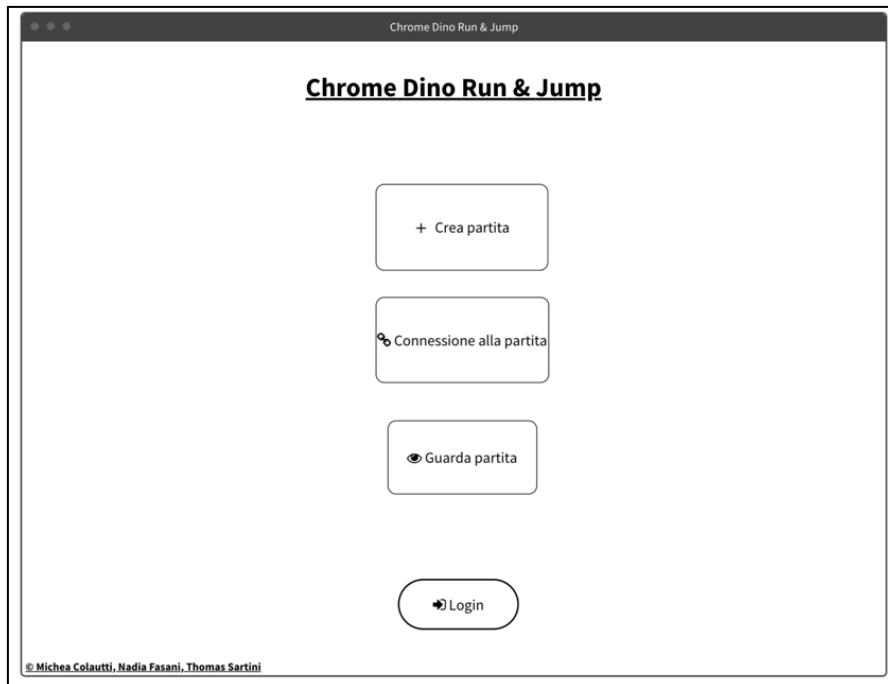 Chrome Dino Run & Jump
Chrome Dino Run & Jump
+ Crea partita
Connessione alla partita
Guarda partita
Login
© Michea Colautti, Nadia Fasani, Thomas Sartini